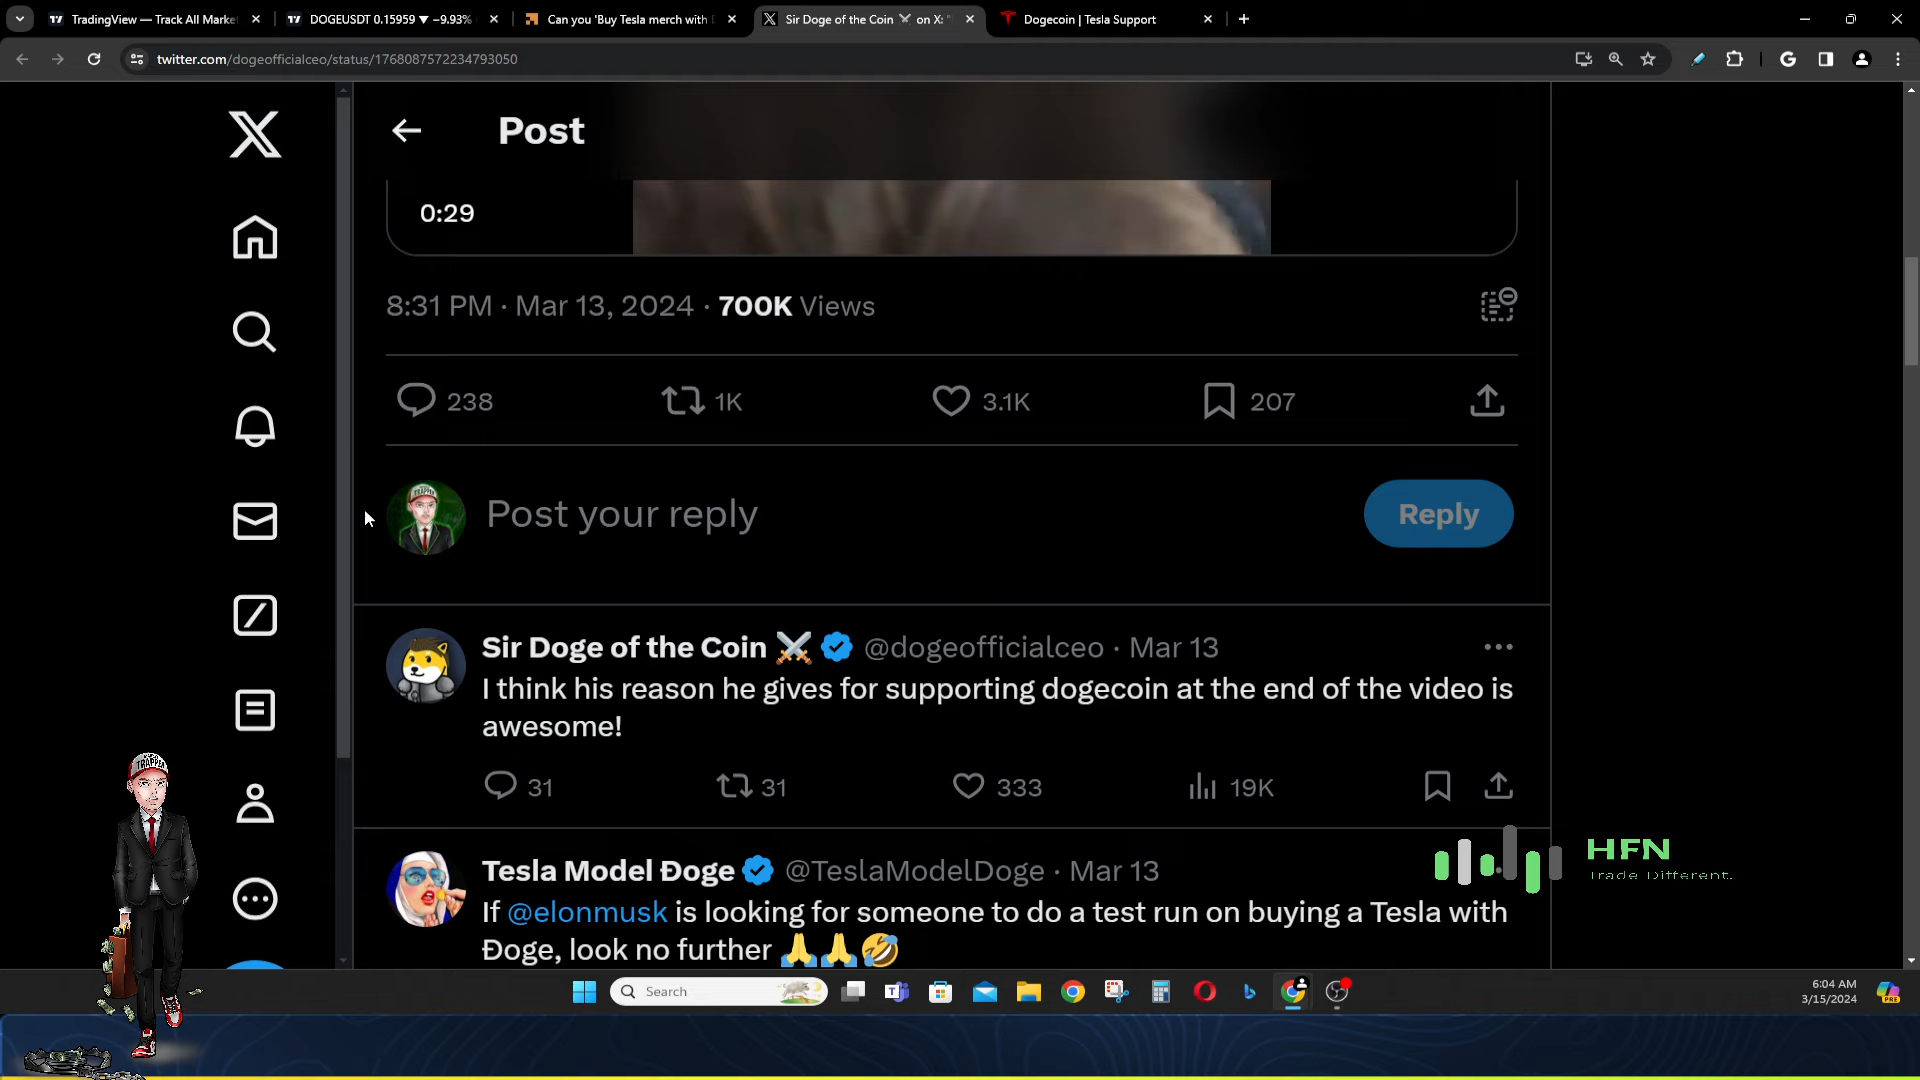 TradingView — Track All Marke
DOGEUSDT 0.15959 ▼ −9.93%
Can you 'Buy Tesla merch with
Sir Doge of the Coin ⚔ on X: "
Dogecoin | Tesla Support
twitter.com/dogeofficialceo/status/1768087572234793050
Post
0:29
8:31 PM · Mar 13, 2024 · 700K Views
238 1K 3.1K 207
Post your reply
Reply
Sir Doge of the Coin ⚔ @dogeofficialceo · Mar 13
I think his reason he gives for supporting dogecoin at the end of the video is
awesome!
31 31 333 19K
Tesla Model Ðoge @TeslaModelDoge · Mar 13
If @elonmusk is looking for someone to do a test run on buying a Tesla with
Ðoge, look no further 🙏🙏🤣
TRAPPER
HFN
Trade Different.
Search
6:04 AM
3/15/2024
PRE